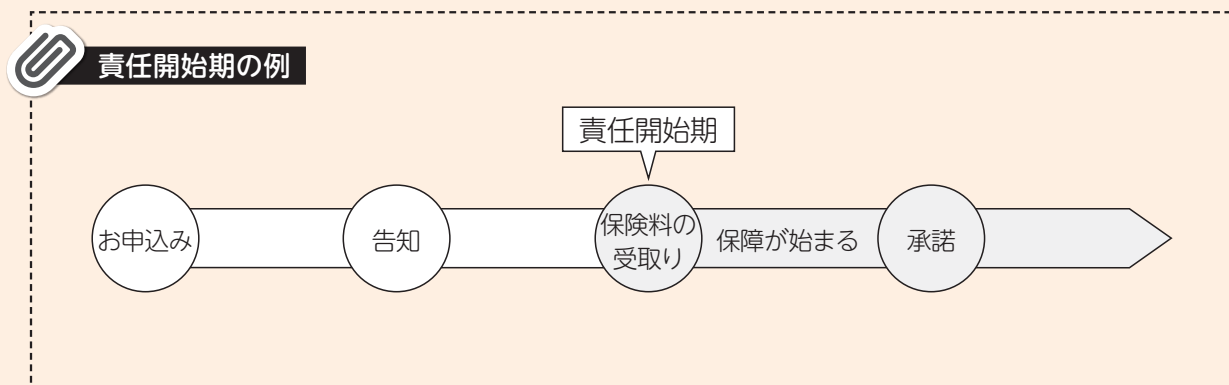 責任開始期の例
責任開始期
お申込み
告知
保険料の
受取り
保障が始まる
承諾